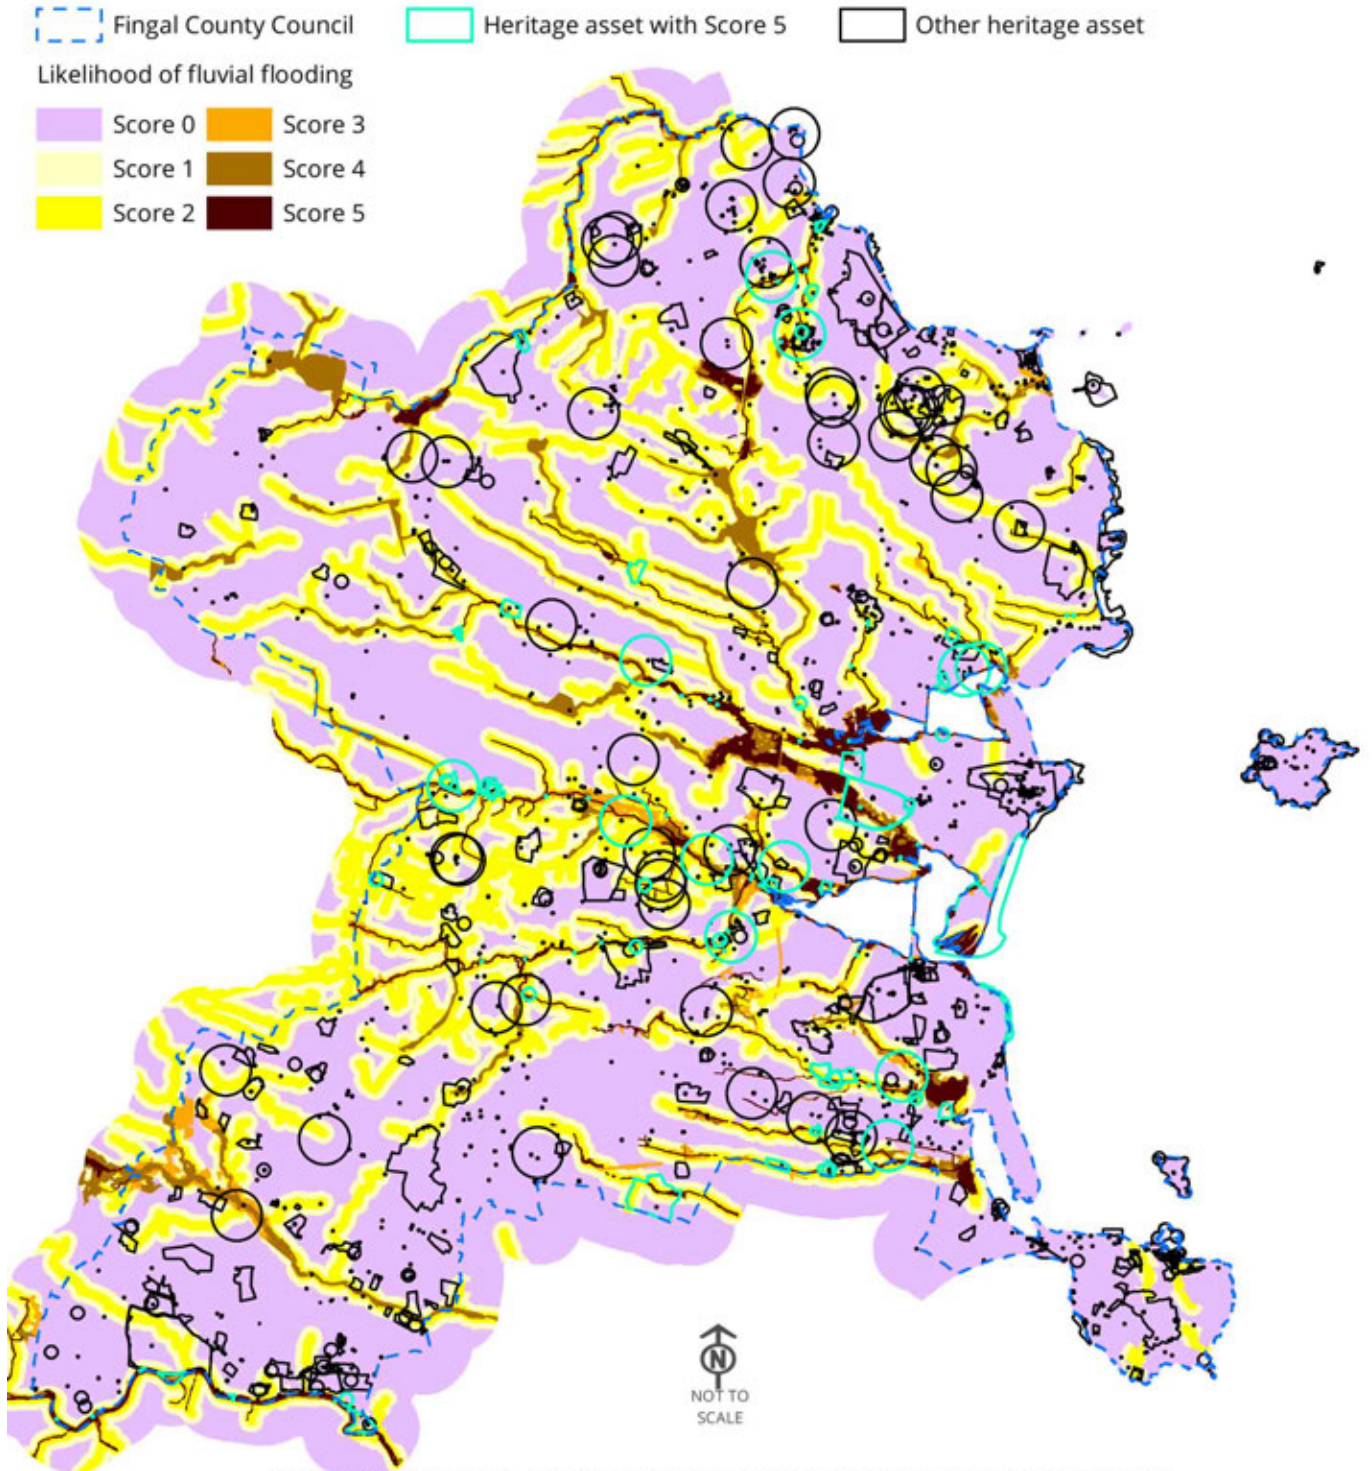 Fingal County Council
Heritage asset with Score 5
Other heritage asset
Likelihood of fluvial flooding
Score 0
Score 3
Score 1
Score 4
Score 2
Score 5
N
NOT TO
SCALE